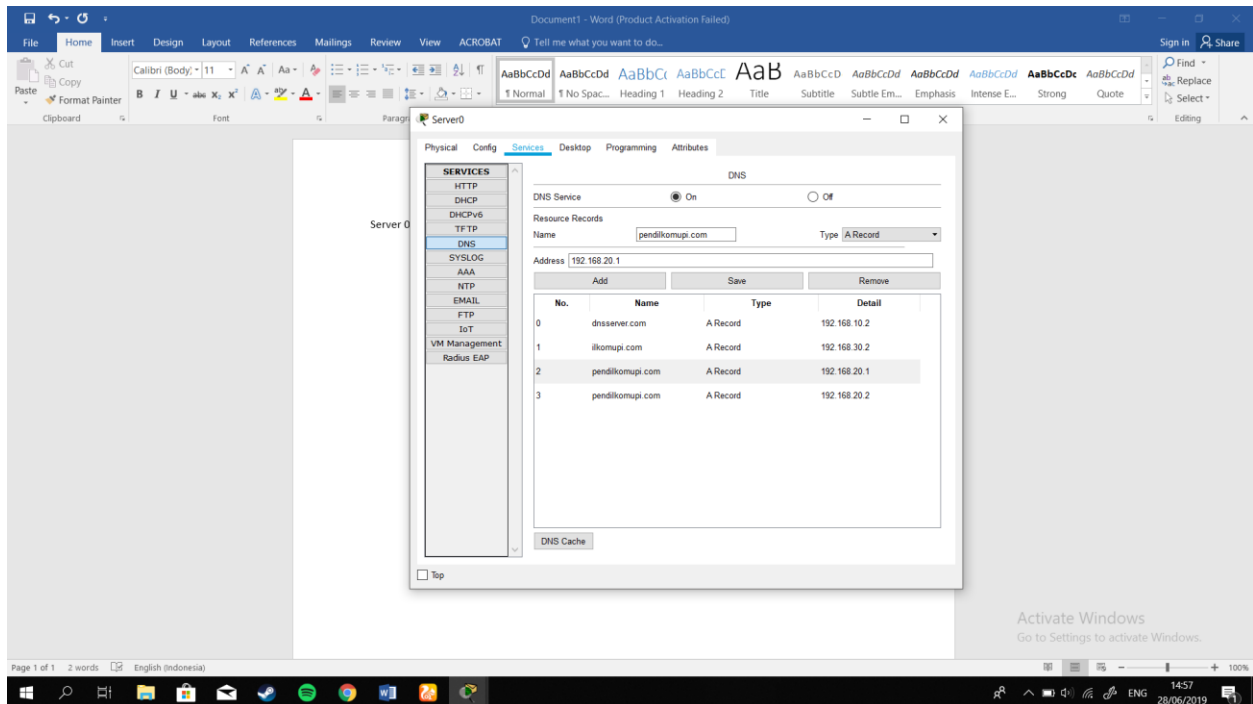 Document1 - Word (Product Activation Failed)
File Home Insert Design Layout References Mailings Review View ACROBAT Tell me what you want to do... Sign in Share
Paste
Cut
Copy
Format Painter
Clipboard
Calibri (Body) 11
Font
Paragr
AaBbCcDd AaBbCcDd AaBbCc AaBbCcC AaB AaBbCcD AaBbCcDd AaBbCcDd AaBbCcDd AaBbCcDc AaBbCcDd
¶ Normal ¶ No Spac... Heading 1 Heading 2 Title Subtitle Subtle Em... Emphasis Intense E... Strong Quote
Find
Replace
Select
Editing
Server 0
Server0
Physical Config Services Desktop Programming Attributes
SERVICES
HTTP
DHCP
DHCPv6
TFTP
DNS
SYSLOG
AAA
NTP
EMAIL
FTP
IoT
VM Management
Radius EAP
DNS
DNS Service On Off
Resource Records
Name pendilkomupi.com Type A Record
Address 192.168.20.1
Add Save Remove
No. Name Type Detail
0 dnsserver.com A Record 192.168.10.2
1 ilkomupi.com A Record 192.168.30.2
2 pendilkomupi.com A Record 192.168.20.1
3 pendilkomupi.com A Record 192.168.20.2
DNS Cache
Top
Activate Windows
Go to Settings to activate Windows.
Page 1 of 1 2 words English (Indonesia) 100%
ENG
14:57
28/06/2019